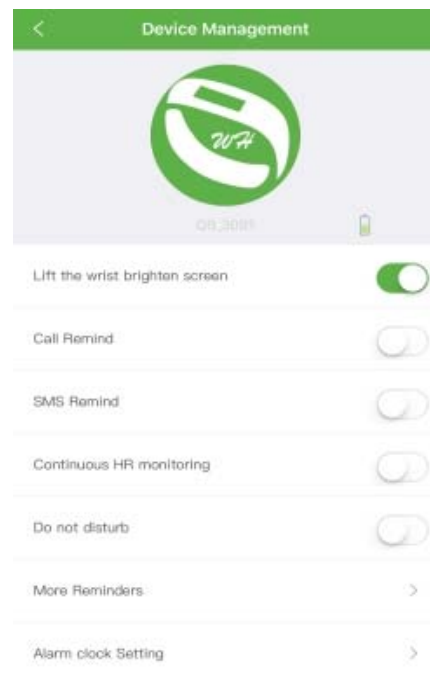 Device Management
WH
Lift the wrist brighten screen
Call Remind
SMS Remind
Continuous HR monitoring
Do not disturb
More Reminders
Alarm clock Setting